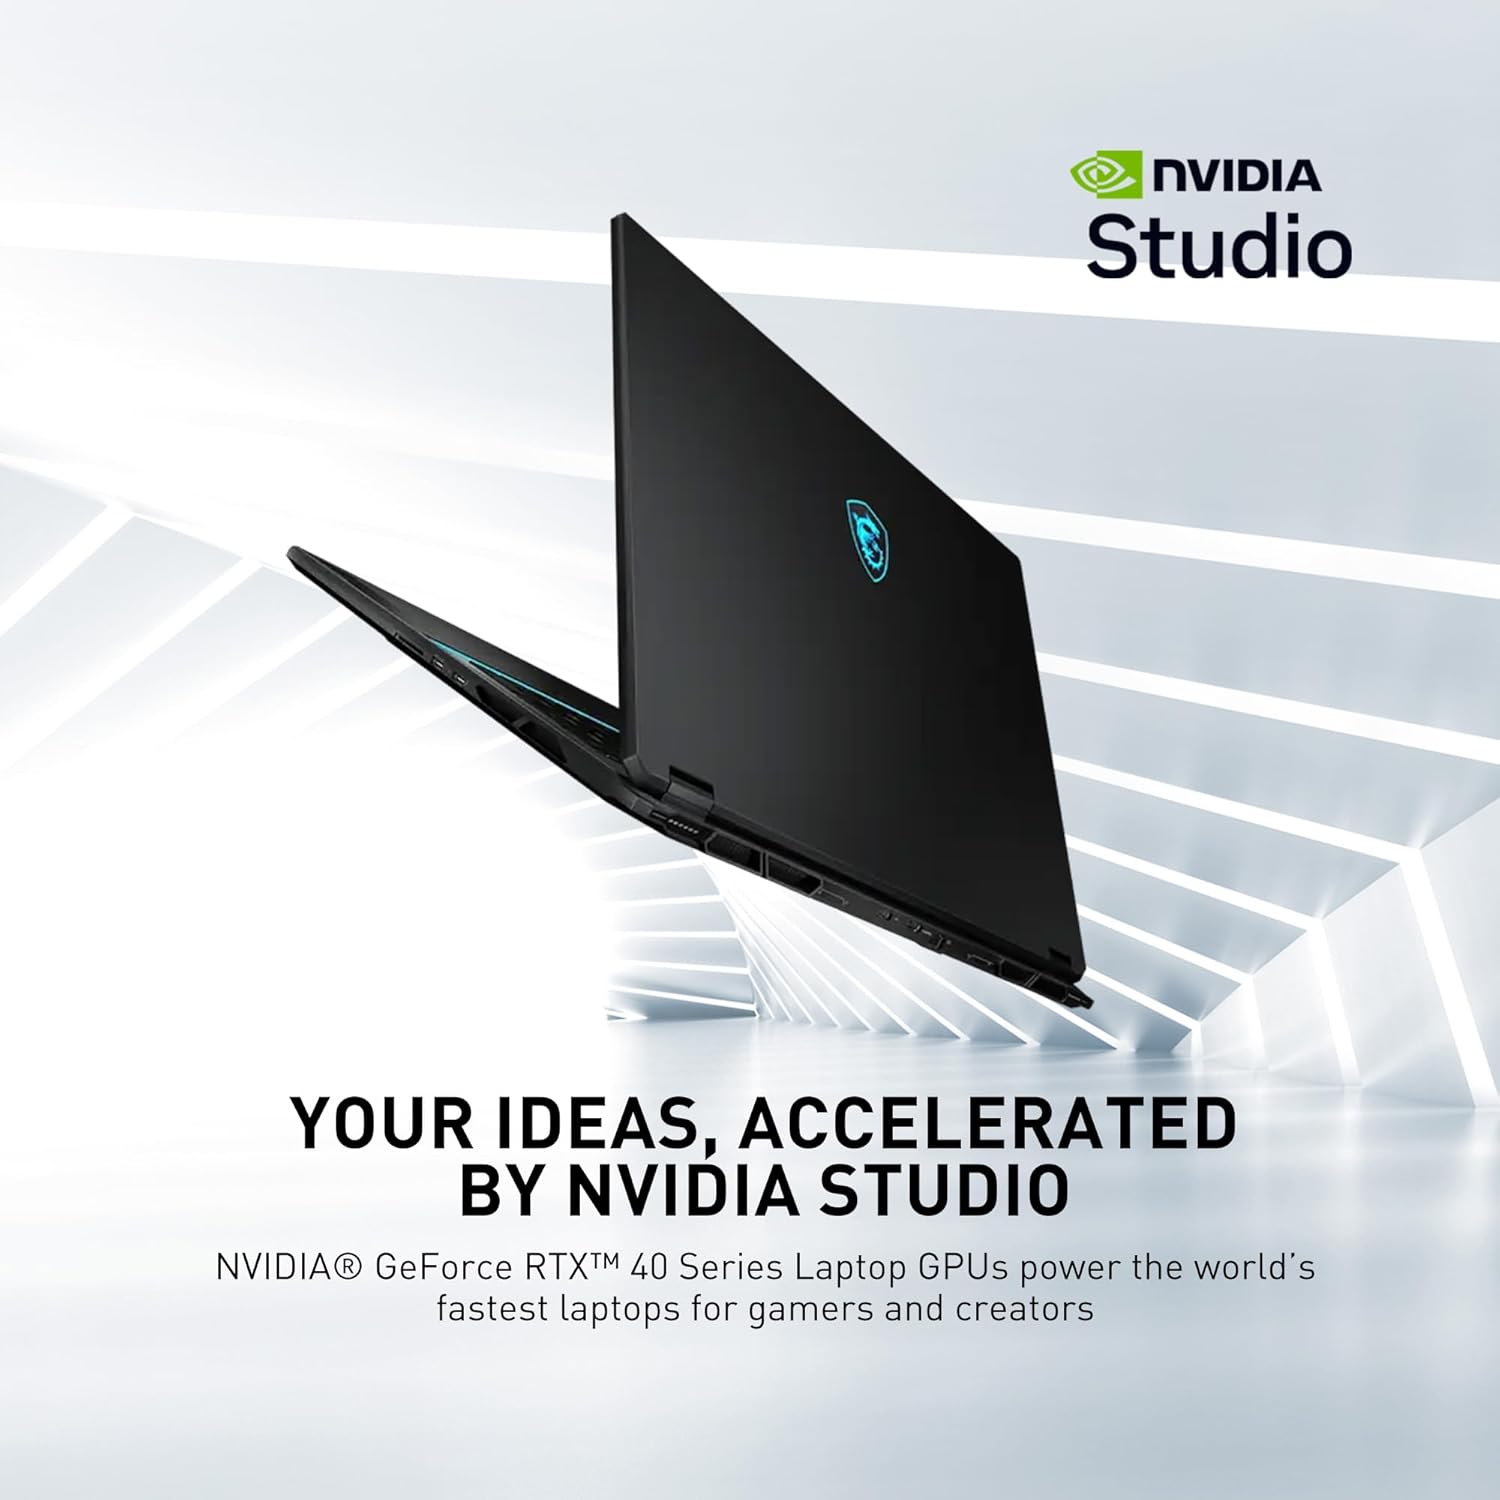 NVIDIA
Studio
YOUR IDEAS, ACCELERATED
BY NVIDIA STUDIO
NVIDIA® GeForce RTX™ 40 Series Laptop GPUs power the world's
fastest laptops for gamers and creators